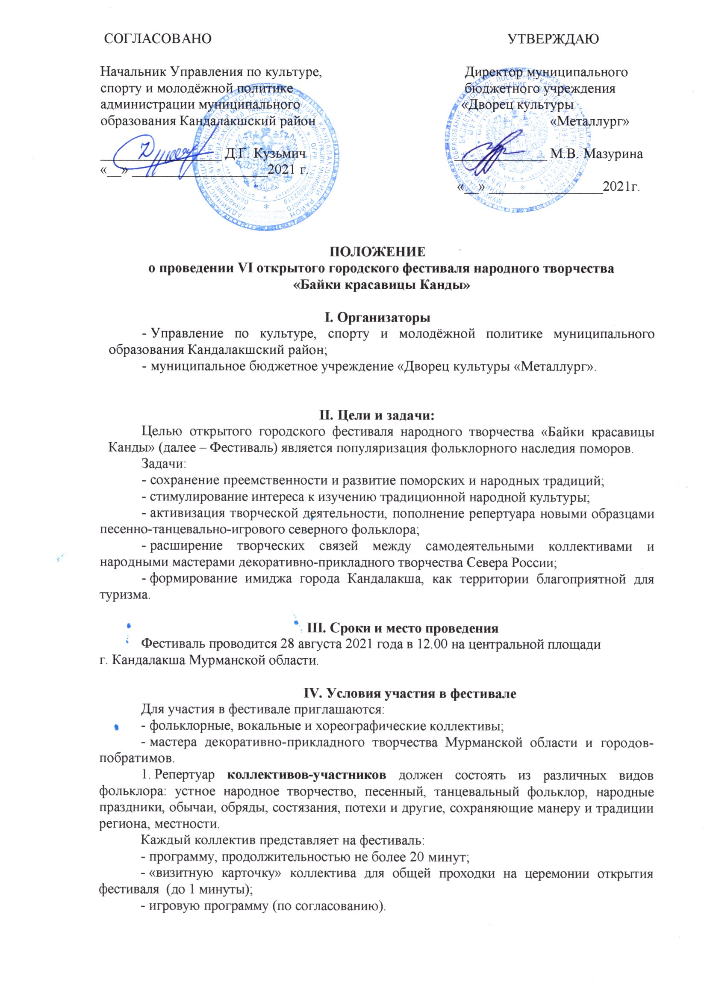 СОГЛАСОВАНО
Начальник Управления по культуре,
спорту и молодёжной политике
администрации муниципального
образования Кандалакшский район
Д.Г. Кузьмич
«__» ___________________2021 г.
УТВЕРЖДАЮ
Директор муниципального
бюджетного учреждения
«Дворец культуры
«Металлург»
М.В. Мазурина
«__» ________________2021г.
ПОЛОЖЕНИЕ
о проведении VI открытого городского фестиваля народного творчества
«Байки красавицы Канды»
I. Организаторы
- Управление по культуре, спорту и молодёжной политике муниципального
образования Кандалакшский район;
- муниципальное бюджетное учреждение «Дворец культуры «Металлург».
II. Цели и задачи:
Целью открытого городского фестиваля народного творчества «Байки красавицы
Канды» (далее – Фестиваль) является популяризация фольклорного наследия поморов.
Задачи:
- сохранение преемственности и развитие поморских и народных традиций;
- стимулирование интереса к изучению традиционной народной культуры;
- активизация творческой деятельности, пополнение репертуара новыми образцами
песенно-танцевально-игрового северного фольклора;
- расширение творческих связей между самодеятельными коллективами и
народными мастерами декоративно-прикладного творчества Севера России;
- формирование имиджа города Кандалакша, как территории благоприятной для
туризма.
III. Сроки и место проведения
Фестиваль проводится 28 августа 2021 года в 12.00 на центральной площади
г. Кандалакша Мурманской области.
IV. Условия участия в фестивале
Для участия в фестивале приглашаются:
- фольклорные, вокальные и хореографические коллективы;
- мастера декоративно-прикладного творчества Мурманской области и городов-
побратимов.
1. Репертуар коллективов-участников должен состоять из различных видов
фольклора: устное народное творчество, песенный, танцевальный фольклор, народные
праздники, обычаи, обряды, состязания, потехи и другие, сохраняющие манеру и традиции
региона, местности.
Каждый коллектив представляет на фестиваль:
- программу, продолжительностью не более 20 минут;
- «визитную карточку» коллектива для общей проходки на церемонии открытия
фестиваля (до 1 минуты);
- игровую программу (по согласованию).